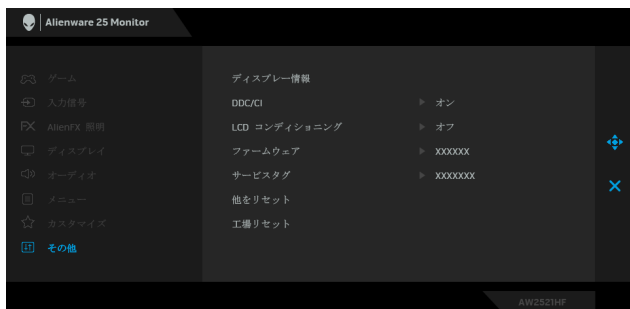 Alienware 25 Monitor
ゲーム
入力信号
FX AlienFX 照明
ディスプレイ
オーディオ
メニュー
カスタマイズ
その他
ディスプレー情報
DDC/CI オン
LCD コンディショニング オフ
ファームウェア XXXXXX
サービスタグ XXXXXXX
他をリセット
工場リセット
AW2521HF